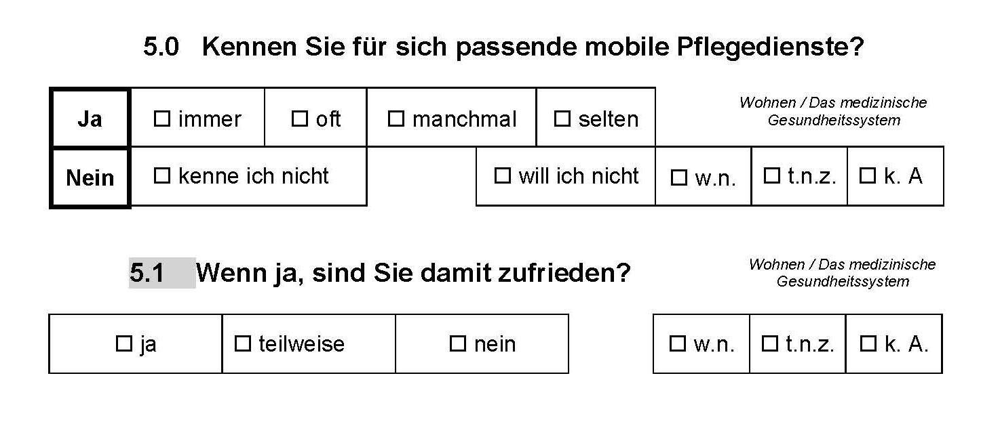 5.0 Kennen Sie für sich passende mobile Pflegedienste?
Wohnen / Das medizinische
Gesundheitssystem
Ja ☐ immer ☐ oft ☐ manchmal ☐ selten
Nein ☐ kenne ich nicht ☐ will ich nicht ☐ w.n. ☐ t.n.z. ☐ k. A
5.1 Wenn ja, sind Sie damit zufrieden?
Wohnen / Das medizinische
Gesundheitssystem
☐ ja ☐ teilweise ☐ nein ☐ w.n. ☐ t.n.z. ☐ k. A.